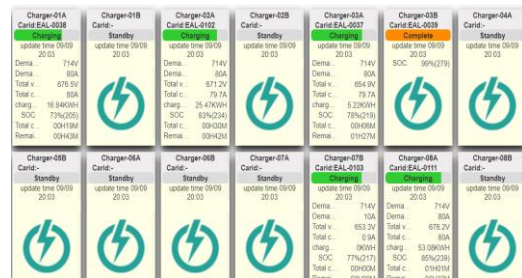 Charger-01A
Carid:EAL-0038
Charging
update time 09/09
20:03
Dema... 714V
Dema... 80A
Total v... 676.5V
Total c... 80A
charg... 16.84KWH
SOC 73%(205)
Total c... 00H19M
Remai... 00H43M
Charger-01B
Carid:-
Standby
update time 09/09
20:03
Charger-02A
Carid:EAL-0102
Charging
update time 09/09
20:03
Dema... 714V
Dema... 80A
Total v... 671.2V
Total c... 79.7A
charg... 25.47KWH
SOC 83%(234)
Total c... 00H30M
Remai... 00H42M
Charger-02B
Carid:-
Standby
update time 09/09
20:03
Charger-03A
Carid:EAL-0037
Charging
update time 09/09
20:03
Dema... 714V
Dema... 80A
Total v... 654.9V
Total c... 79.7A
charg... 5.22KWH
SOC 78%(219)
Total c... 00H06M
Remai... 01H27M
Charger-03B
Carid:EAL-0039
Complete
update time 09/09
20:03
SOC 99%(279)
Charger-04A
Carid:-
Standby
update time 09/09
20:03
Charger-05B
Carid:-
Standby
update time 09/09
20:03
Charger-06A
Carid:-
Standby
update time 09/09
20:03
Charger-06B
Carid:-
Standby
update time 09/09
20:03
Charger-07A
Carid:-
Standby
update time 09/09
20:03
Charger-07B
Carid:EAL-0103
Charging
update time 09/09
20:03
Dema... 714V
Dema... 10A
Total v... 653.3V
Total c... 0.9A
charg... 0KWH
SOC 77%(217)
Total c... 00H00M
Charger-08A
Carid:EAL-0111
Charging
update time 09/09
20:03
Dema... 714V
Dema... 80A
Total v... 678.2V
Total c... 80A
charg... 53.08KWH
SOC 85%(239)
Total c... 01H01M